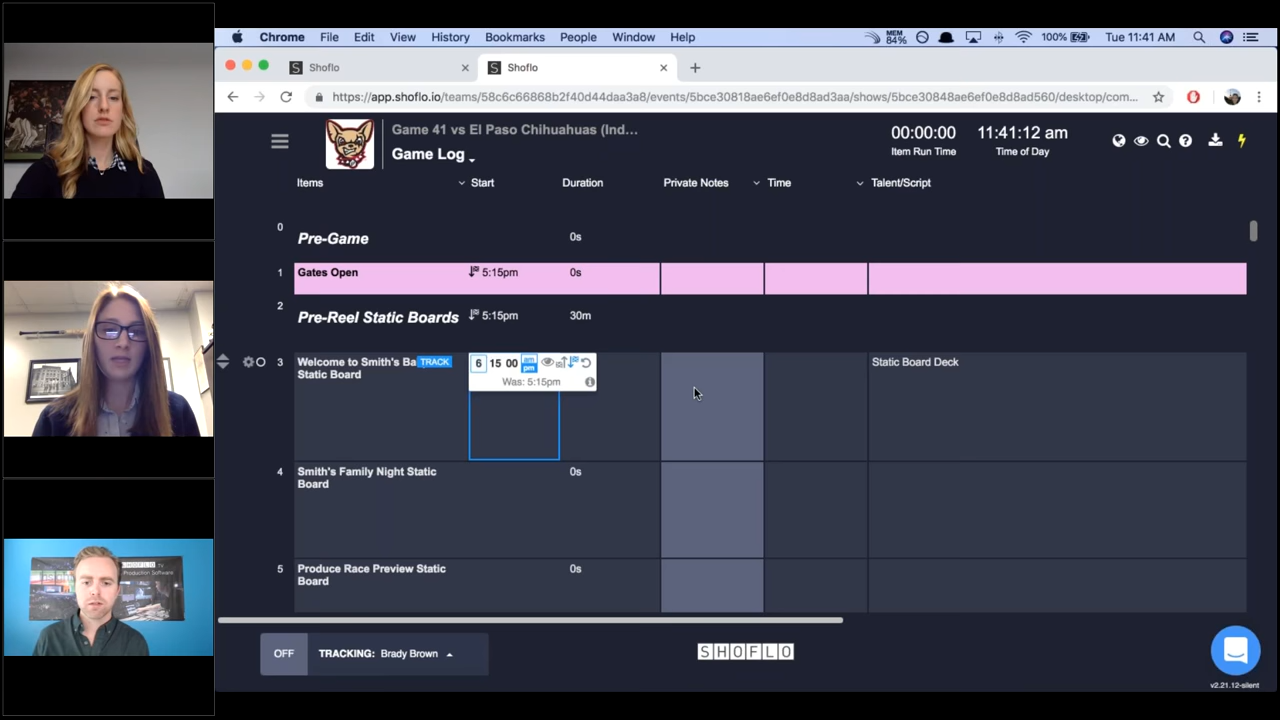 Chrome File Edit View History Bookmarks People Window Help MEM 84% 100% Tue 11:41 AM
Shoflo
Shoflo
https://app.shoflo.io/teams/58c6c66868b2f40d44daa3a8/events/5bce30818ae6ef0e8d8ad3aa/shows/5bce30848ae6ef0e8d8ad560/desktop/com...
Game 41 vs El Paso Chihuahuas (Ind...
Game Log
00:00:00
Item Run Time
11:41:12 am
Time of Day
Items Start Duration Private Notes Time Talent/Script
0 Pre-Game 0s
1 Gates Open 5:15pm 0s
2 Pre-Reel Static Boards 5:15pm 30m
3 Welcome to Smith's Ba TRACK 6 15 00 am pm Static Board Deck
Static Board Was: 5:15pm
4 Smith's Family Night Static 0s
Board
5 Produce Race Preview Static 0s
Board
OFF TRACKING: Brady Brown SHOFLO
v2.21.12-silent
SHOFLO TV
Production Software